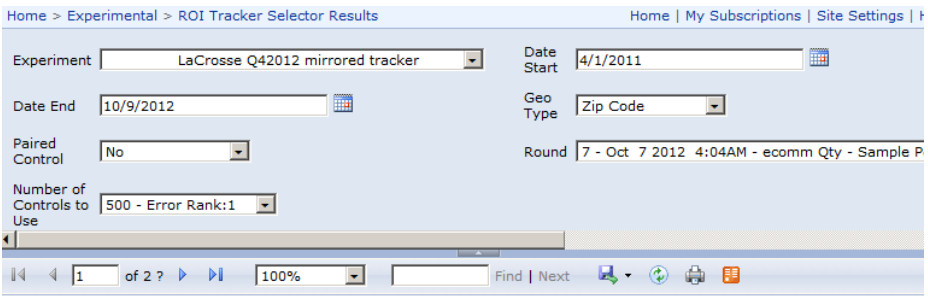 Home > Experimental > ROI Tracker Selector Results
Home | My Subscriptions | Site Settings |
Experiment
LaCrosse Q42012 mirrored tracker
Date Start
4/1/2011
Date End
10/9/2012
Geo Type
Zip Code
Paired Control
No
Round
7 - Oct 7 2012 4:04AM - ecomm Qty - Sample
Number of Controls to Use
500 - Error Rank:1
1 of 2 ?
100%
Find | Next